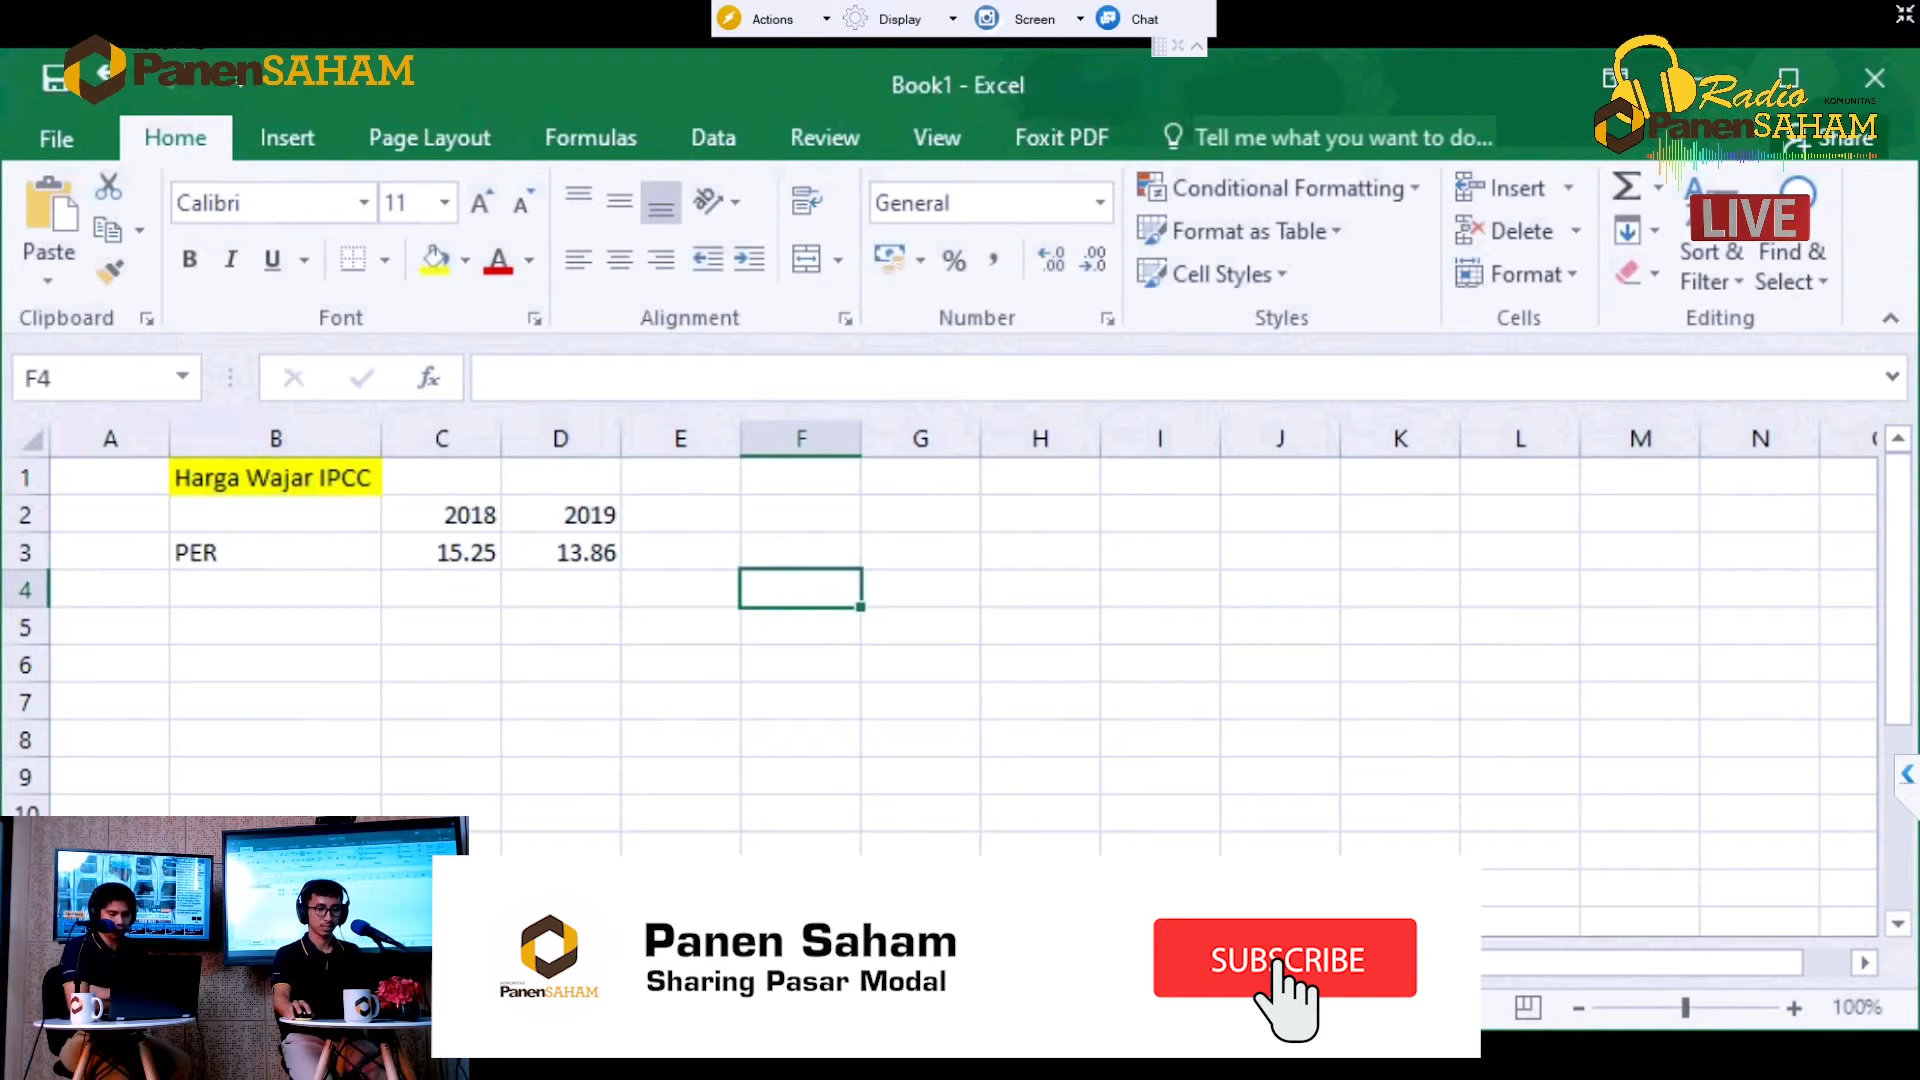 Actions Display Screen Chat
KOMUNITAS
PanenSAHAM
Book1 - Excel
Radio
KOMUNITAS
PanenSAHAM
File Home Insert Page Layout Formulas Data Review View Foxit PDF Tell me what you want to do... Share
LIVE
Paste
Calibri 11
B I U
General
%
Conditional Formatting
Format as Table
Cell Styles
Insert
Delete
Format
Sort & Filter
Find & Select
Clipboard Font Alignment Number Styles Cells Editing
F4 fx
A B C D E F G H I J K L M N
1 Harga Wajar IPCC
2 2018 2019
3 PER 15.25 13.86
4
5
6
7
8
9
10
KOMUNITAS
PanenSAHAM
Panen Saham
Sharing Pasar Modal
SUBSCRIBE
100%